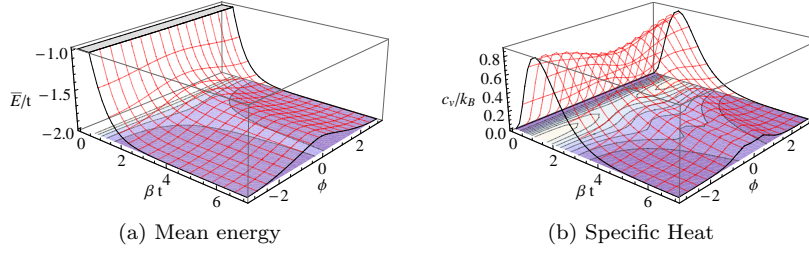 −1.0
E̅/t
−1.5
−2.0
0
2
β t
4
6
−2
0
ϕ
2
(a) Mean energy
0.8
0.6
c_v/k_B
0.4
0.2
0.0
0
2
β t
4
6
−2
0
ϕ
2
(b) Specific Heat